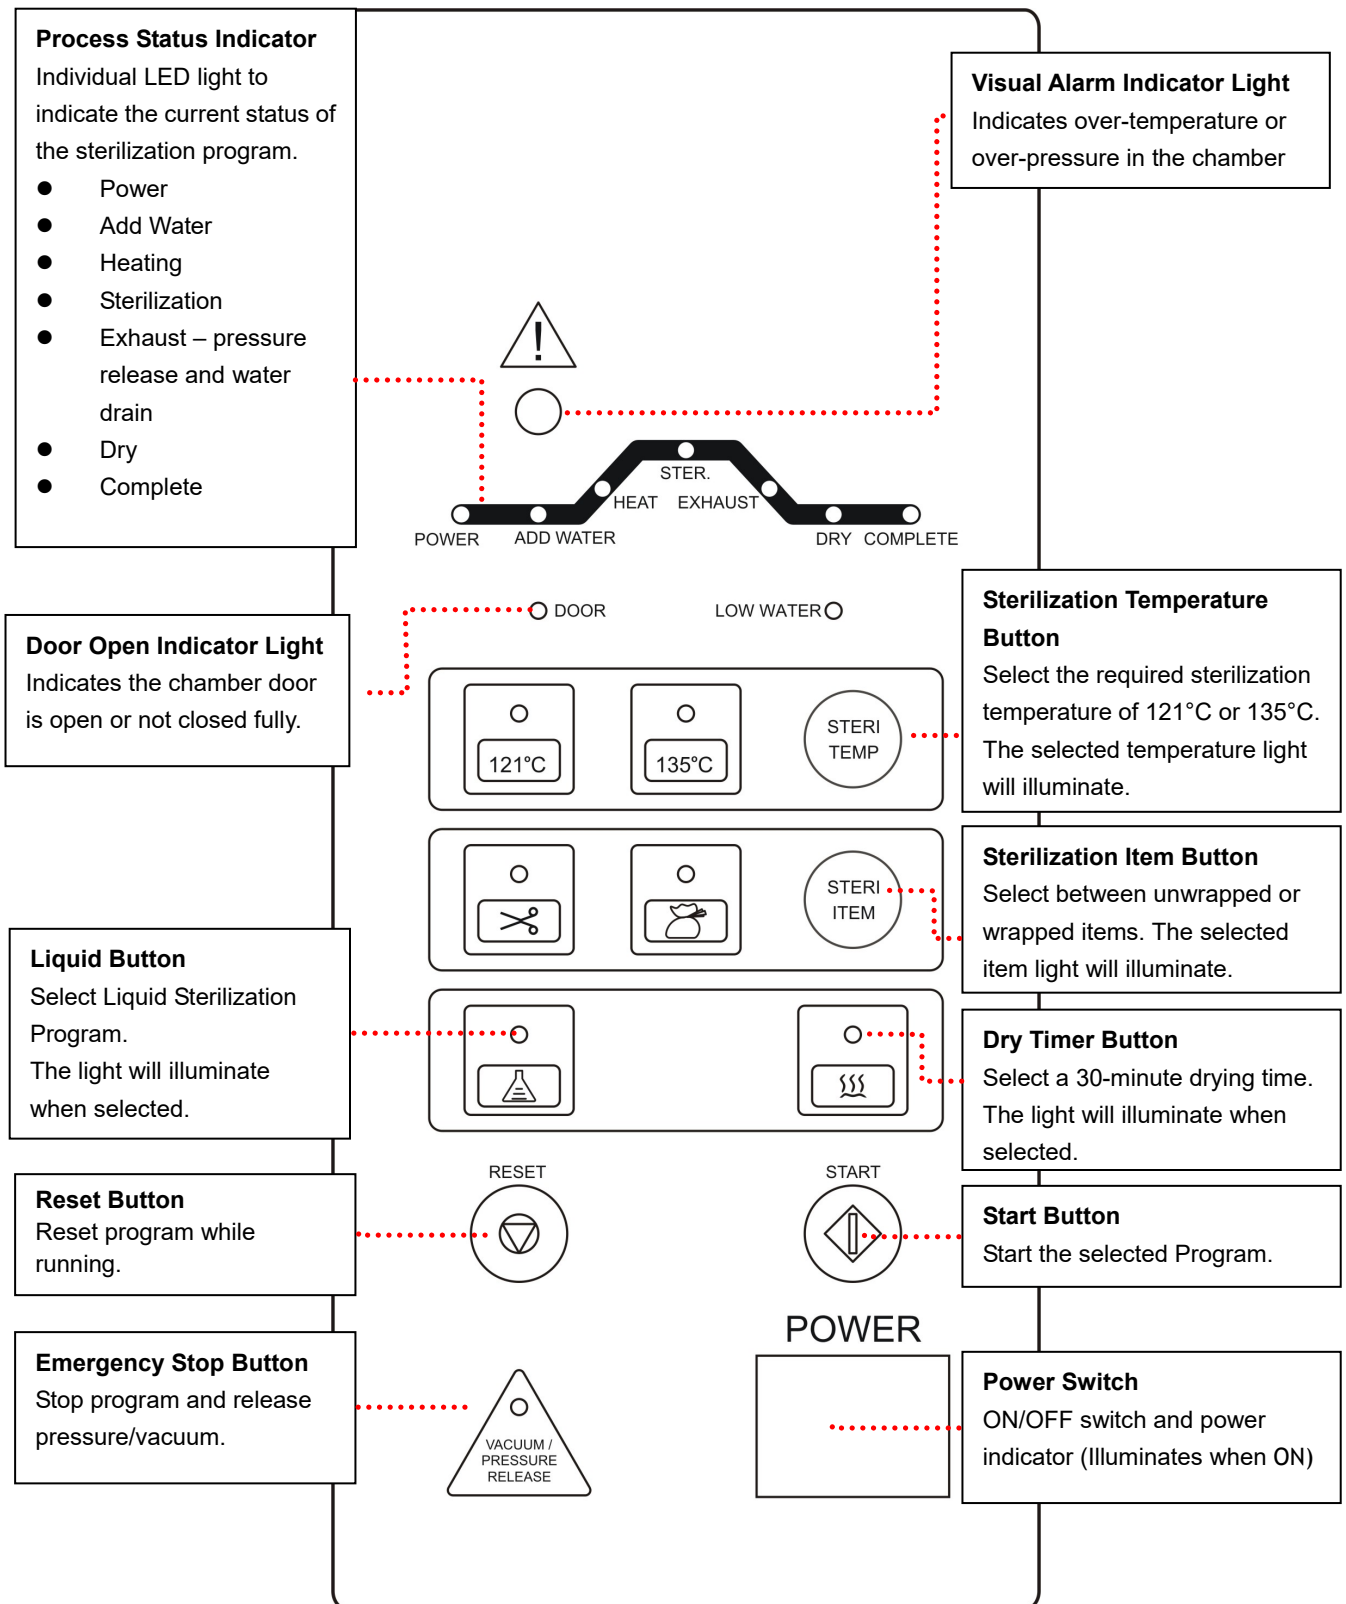 Process Status Indicator
Individual LED light to
indicate the current status of
the sterilization program.
● Power
● Add Water
● Heating
● Sterilization
● Exhaust – pressure
release and water
drain
● Dry
● Complete
Visual Alarm Indicator Light
Indicates over-temperature or
over-pressure in the chamber
!
STER.
HEAT EXHAUST
POWER ADD WATER DRY COMPLETE
DOOR LOW WATER
Door Open Indicator Light
Indicates the chamber door
is open or not closed fully.
121°C 135°C STERI
TEMP
Sterilization Temperature
Button
Select the required sterilization
temperature of 121°C or 135°C.
The selected temperature light
will illuminate.
STERI
ITEM
Sterilization Item Button
Select between unwrapped or
wrapped items. The selected
item light will illuminate.
Liquid Button
Select Liquid Sterilization
Program.
The light will illuminate
when selected.
Dry Timer Button
Select a 30-minute drying time.
The light will illuminate when
selected.
Reset Button
Reset program while
running.
RESET
START
Start Button
Start the selected Program.
Emergency Stop Button
Stop program and release
pressure/vacuum.
VACUUM /
PRESSURE
RELEASE
POWER
Power Switch
ON/OFF switch and power
indicator (Illuminates when ON)